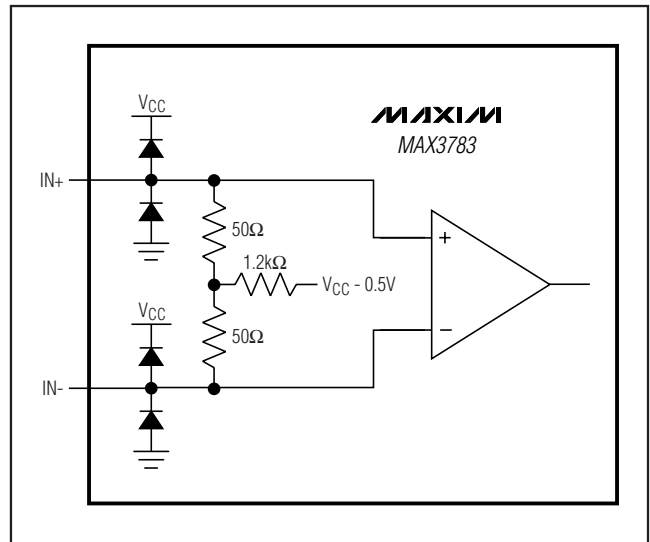 VCC
MAXIM
MAX3783
IN+
50Ω
+
1.2kΩ
VCC - 0.5V
VCC
50Ω
−
IN-